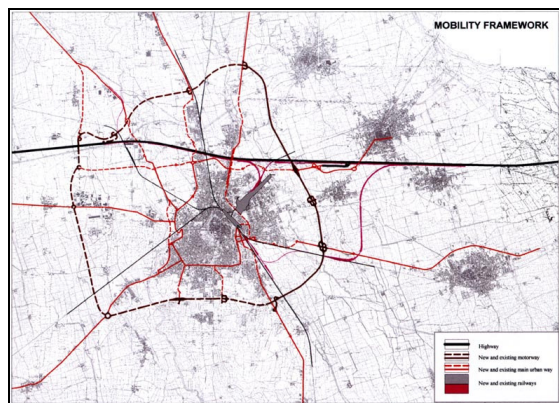 MOBILITY FRAMEWORK
Highway
New and existing motorway
New and existing main urban way
New and existing railways